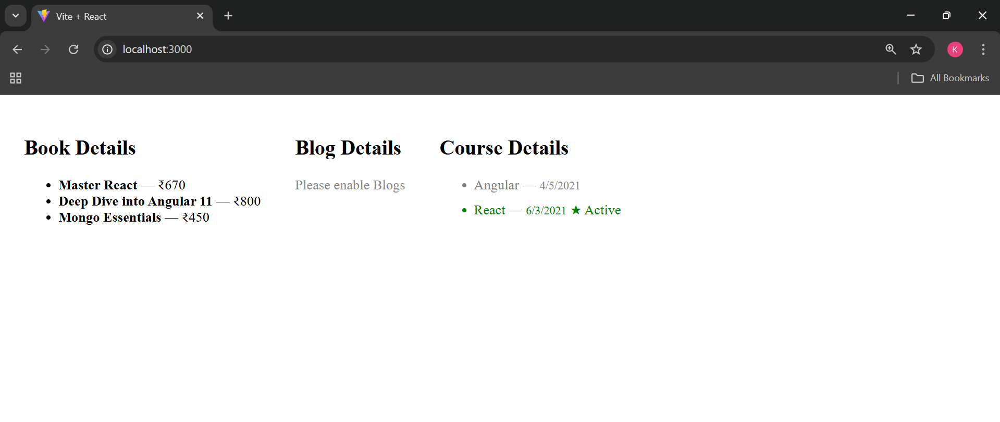 Vite + React
localhost:3000
K
All Bookmarks
Book Details
Master React — ₹670
Deep Dive into Angular 11 — ₹800
Mongo Essentials — ₹450
Blog Details
Please enable Blogs
Course Details
Angular — 4/5/2021
React — 6/3/2021 ★ Active